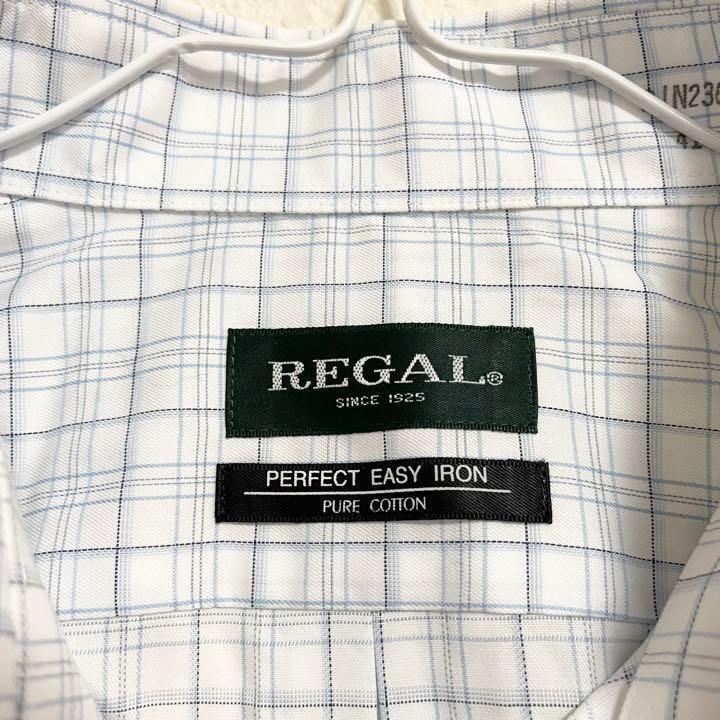 REGAL®
SINCE 1925
PERFECT EASY IRON
PURE COTTON